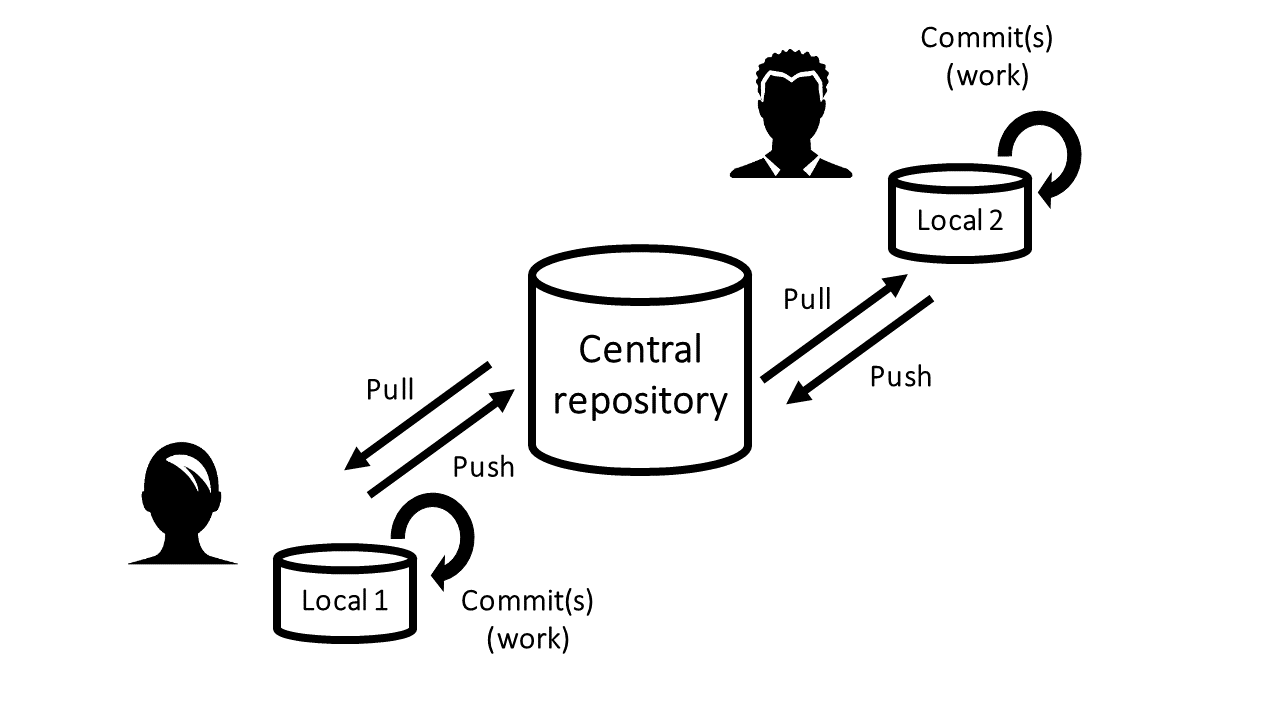 Commit(s)
(work)
Local 2
Pull
Push
Central
repository
Pull
Push
Local 1
Commit(s)
(work)